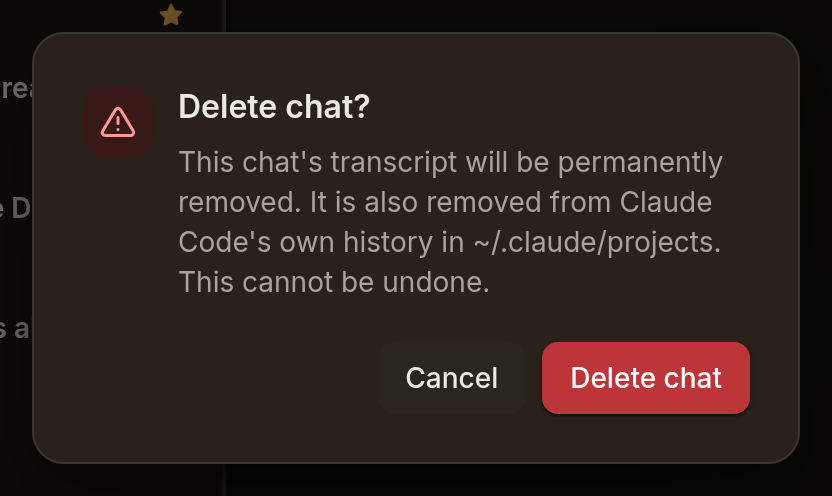 Delete chat?
This chat's transcript will be permanently
removed. It is also removed from Claude
Code's own history in ~/.claude/projects.
This cannot be undone.
Cancel
Delete chat